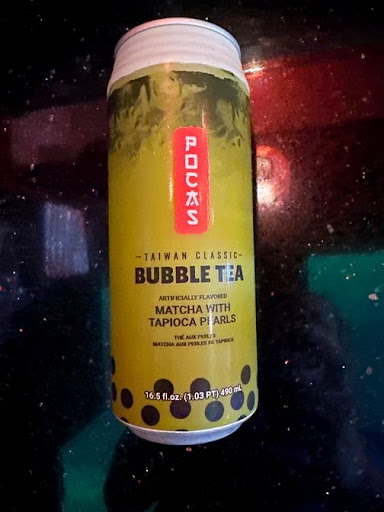 POCAS
-TAIWAN CLASSIC-
BUBBLE TEA
ARTIFICIALLY FLAVORED
MATCHA WITH
TAPIOCA PEARLS
THÉ AUX PERLES
MATCHA AUX PERLES DE TAPIOCA
16.5 fl.oz. (1.03 PT) 490 mL